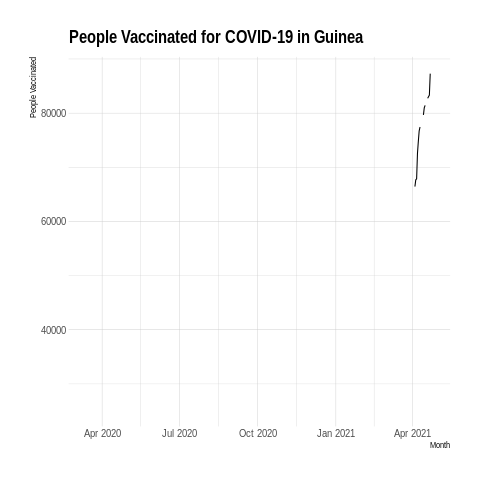 People Vaccinated for COVID-19 in Guinea
People Vaccinated
80000
60000
40000
Apr 2020 Jul 2020 Oct 2020 Jan 2021 Apr 2021
Month